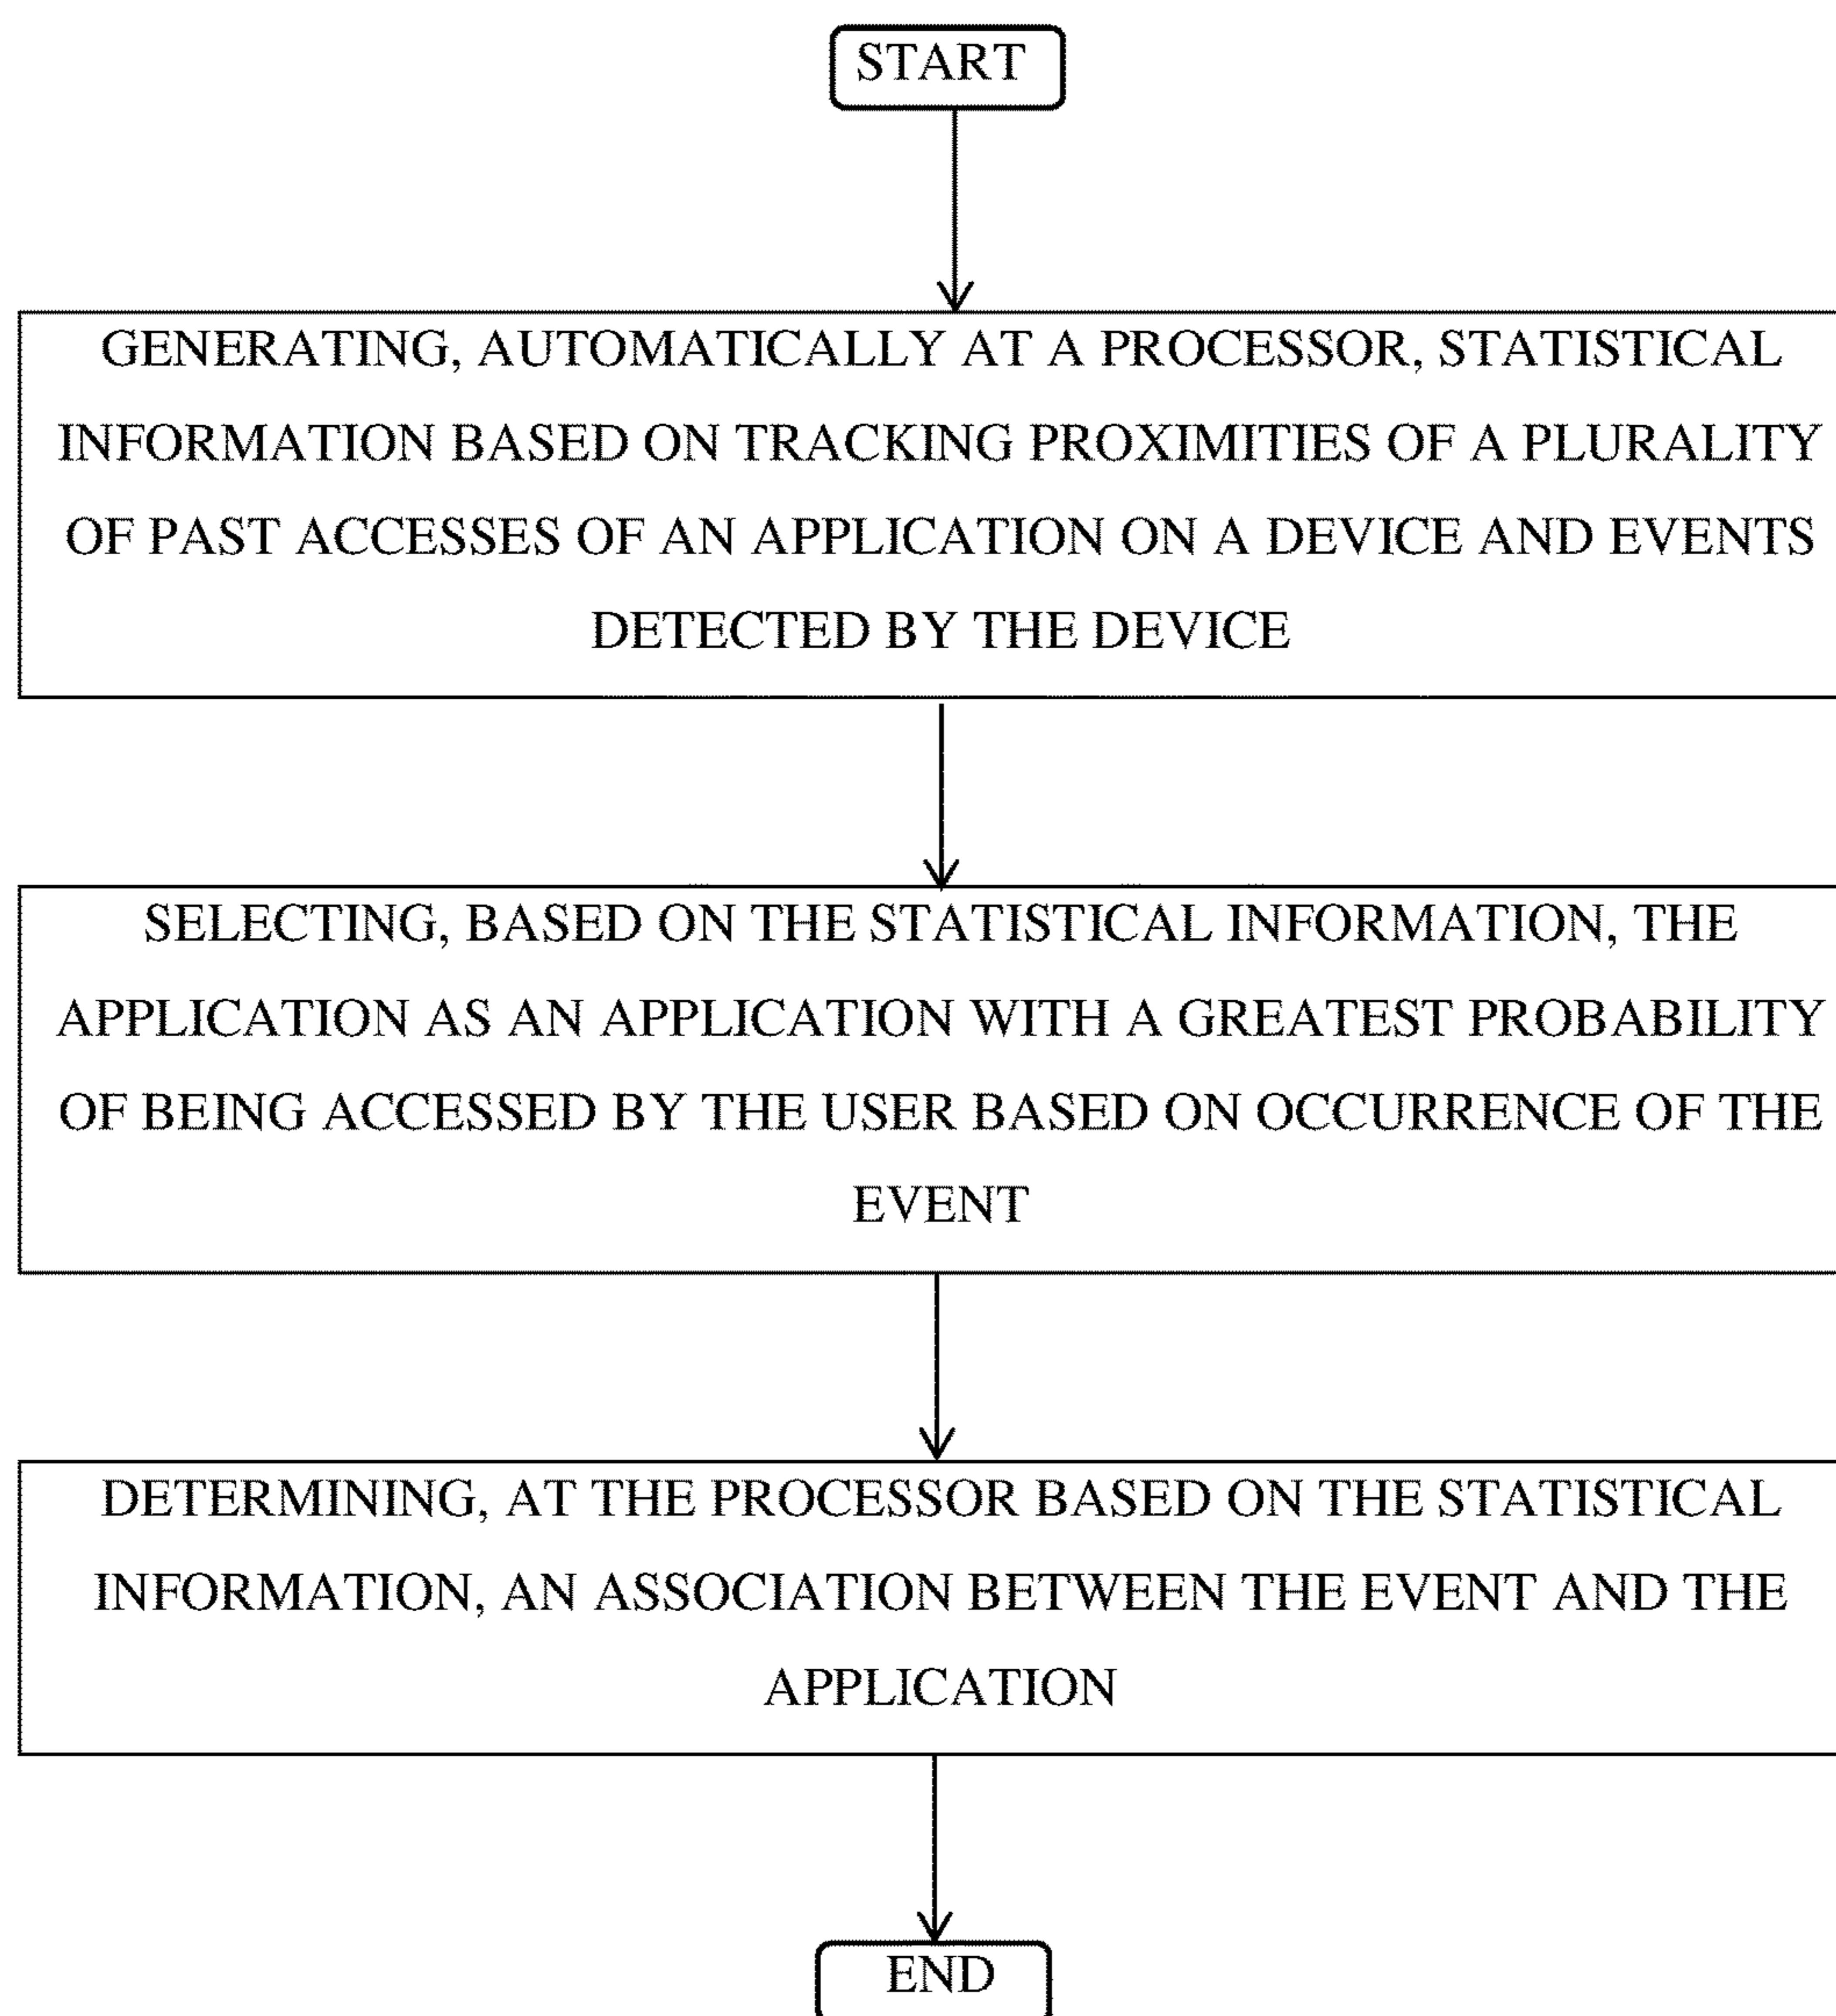 START
GENERATING, AUTOMATICALLY AT A PROCESSOR, STATISTICAL
INFORMATION BASED ON TRACKING PROXIMITIES OF A PLURALITY
OF PAST ACCESSES OF AN APPLICATION ON A DEVICE AND EVENTS
DETECTED BY THE DEVICE
SELECTING, BASED ON THE STATISTICAL INFORMATION, THE
APPLICATION AS AN APPLICATION WITH A GREATEST PROBABILITY
OF BEING ACCESSED BY THE USER BASED ON OCCURRENCE OF THE
EVENT
DETERMINING, AT THE PROCESSOR BASED ON THE STATISTICAL
INFORMATION, AN ASSOCIATION BETWEEN THE EVENT AND THE
APPLICATION
END